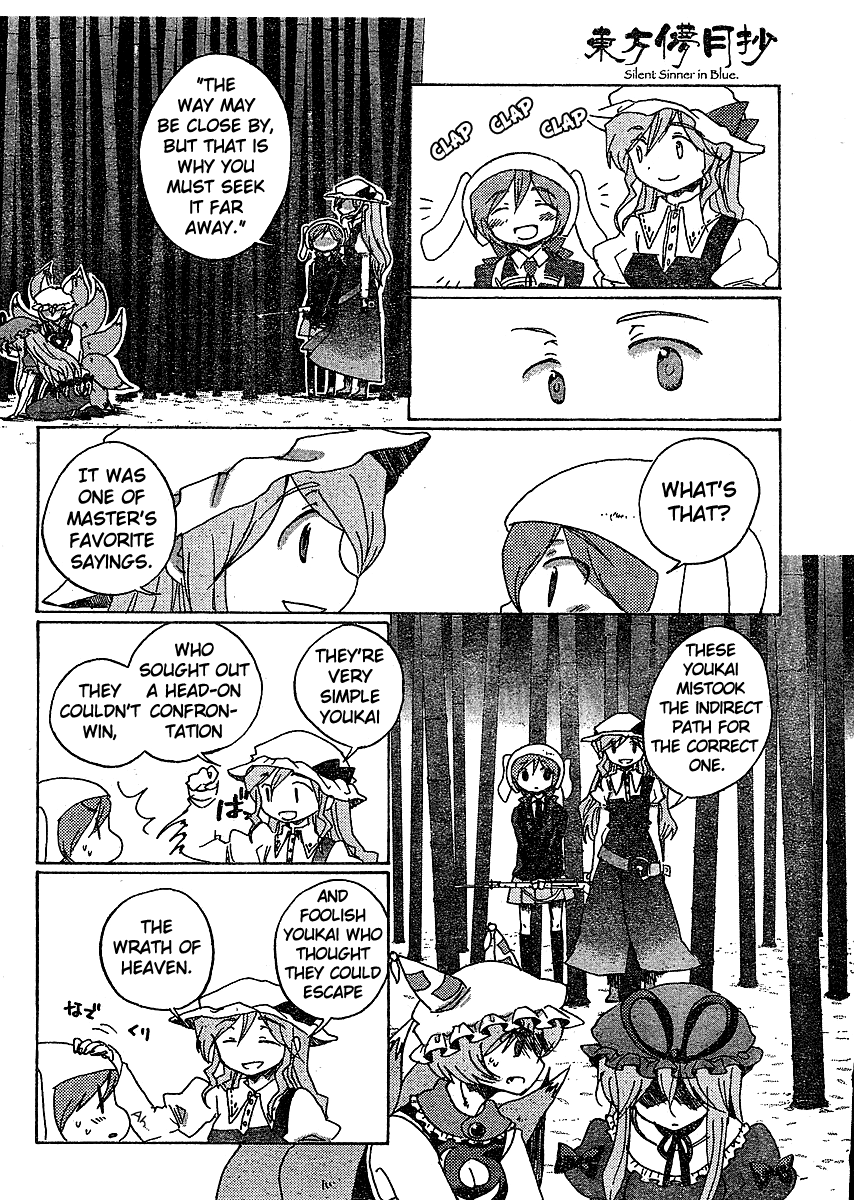 東方儚月抄
Silent Sinner in Blue.
CLAP
CLAP
CLAP
"THE
WAY MAY
BE CLOSE BY,
BUT THAT IS
WHY YOU
MUST SEEK
IT FAR
AWAY."
WHAT'S
THAT?
IT WAS
ONE OF
MASTER'S
FAVORITE
SAYINGS.
THESE
YOUKAI
MISTOOK
THE INDIRECT
PATH FOR
THE CORRECT
ONE.
THEY'RE
VERY
SIMPLE
YOUKAI
WHO
SOUGHT OUT
A HEAD-ON
CONFRON-
TATION
THEY
COULDN'T
WIN,
ばっ
AND
FOOLISH
YOUKAI WHO
THOUGHT
THEY COULD
ESCAPE
THE
WRATH OF
HEAVEN.
なで
くり